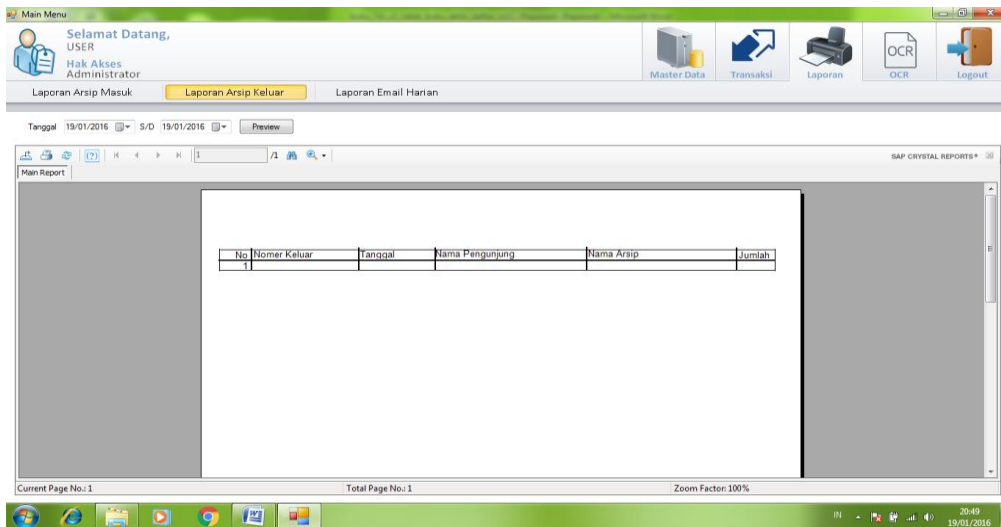 Main Menu
Selamat Datang,
USER
Hak Akses
Administrator
Master Data
Transaksi
Laporan
OCR
OCR
Logout
Laporan Arsip Masuk
Laporan Arsip Keluar
Laporan Email Harian
Tanggal 19/01/2016 S/D 19/01/2016 Preview
1 /1
SAP CRYSTAL REPORTS®
Main Report
No Nomer Keluar Tanggal Nama Pengunjung Nama Arsip Jumlah
1
Current Page No.: 1 Total Page No.: 1 Zoom Factor: 100%
IN 20:49
19/01/2016